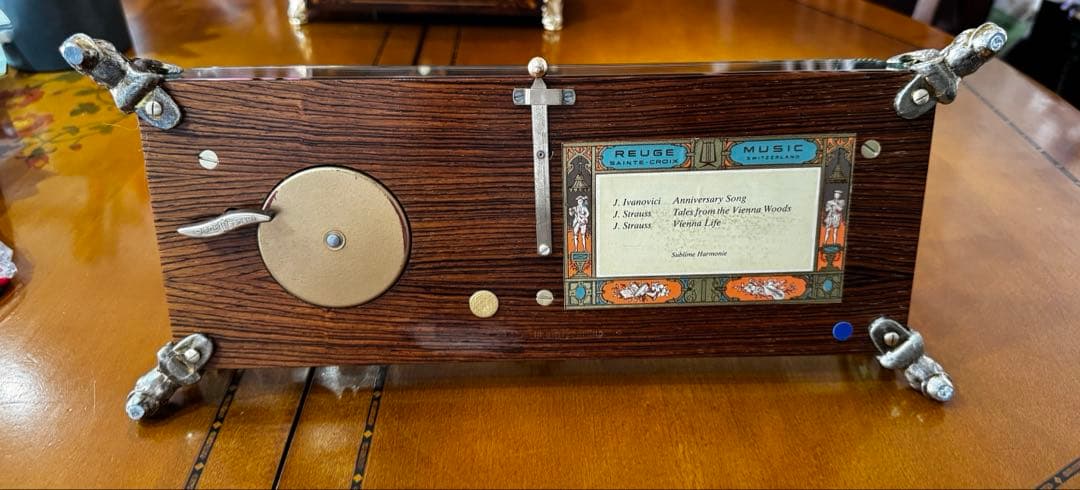 REUGE
SAINTE-CROIX
MUSIC
SWITZERLAND
J. Ivanovici Anniversary Song
J. Strauss Tales from the Vienna Woods
J. Strauss Vienna Life
Sublime Harmonie